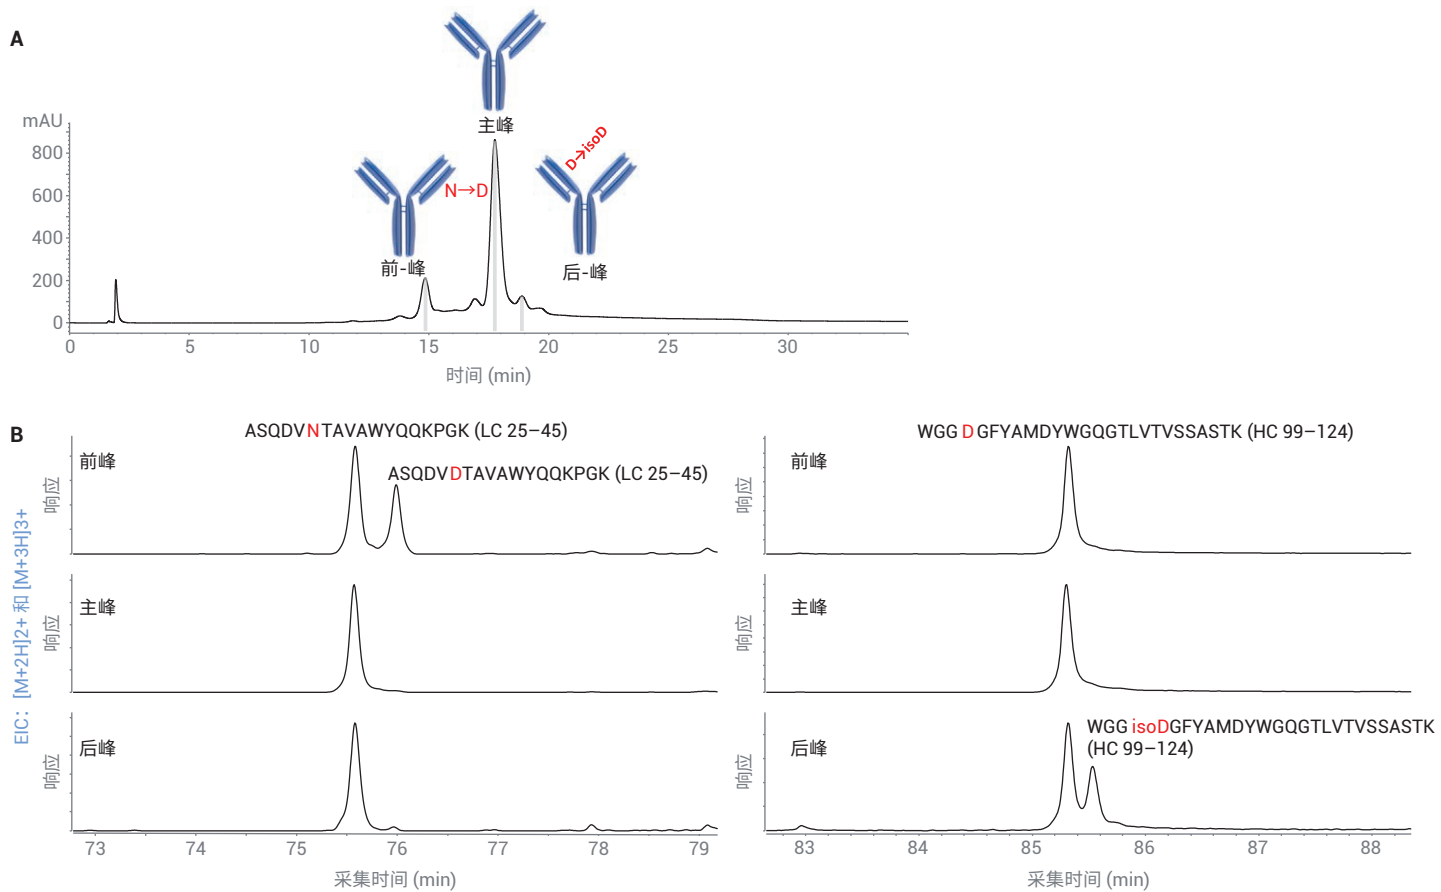 A
主峰
mAU
D→isoD
800
N→D
600
400
前-峰
后-峰
200
0
0 5 10 15 20 25 30
时间 (min)
B
ASQDVNTAVAWYQQKPGK (LC 25–45)
WGG D GFYAMDYWGQGTLVTVSSASTK (HC 99–124)
前峰
ASQDVDTAVAWYQQKPGK (LC 25–45)
前峰
响应
响应
EIC: [M+2H]2+ 和 [M+3H]3+
主峰
主峰
响应
响应
后峰
WGG isoDGFYAMDYWGQGTLVTVSSASTK
(HC 99–124)
后峰
响应
响应
73 74 75 76 77 78 79
83 84 85 86 87 88
采集时间 (min)
采集时间 (min)